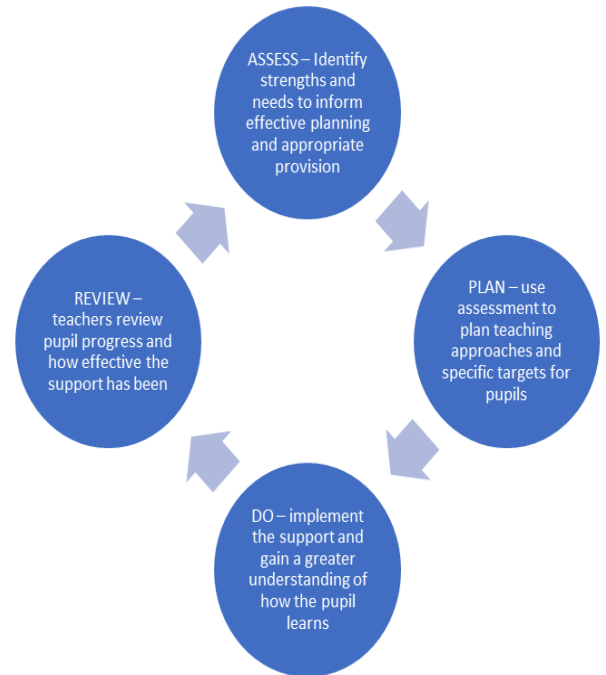 ASSESS – Identify
strengths and
needs to inform
effective planning
and appropriate
provision
PLAN – use
assessment to
plan teaching
approaches and
specific targets for
pupils
DO – implement
the support and
gain a greater
understanding of
how the pupil
learns
REVIEW –
teachers review
pupil progress and
how effective the
support has been